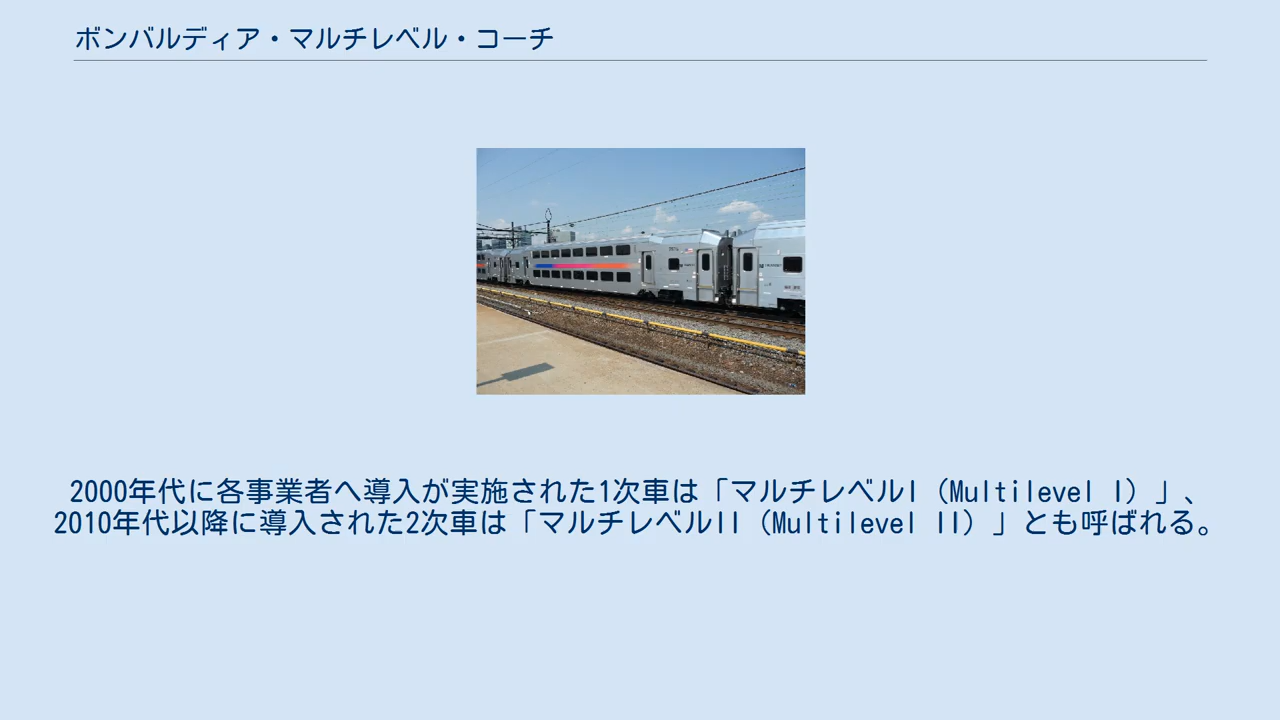 ボンバルディア・マルチレベル・コーチ
2000年代に各事業者へ導入が実施された1次車は「マルチレベルI（Multilevel I）」、
2010年代以降に導入された2次車は「マルチレベルII（Multilevel II）」とも呼ばれる。